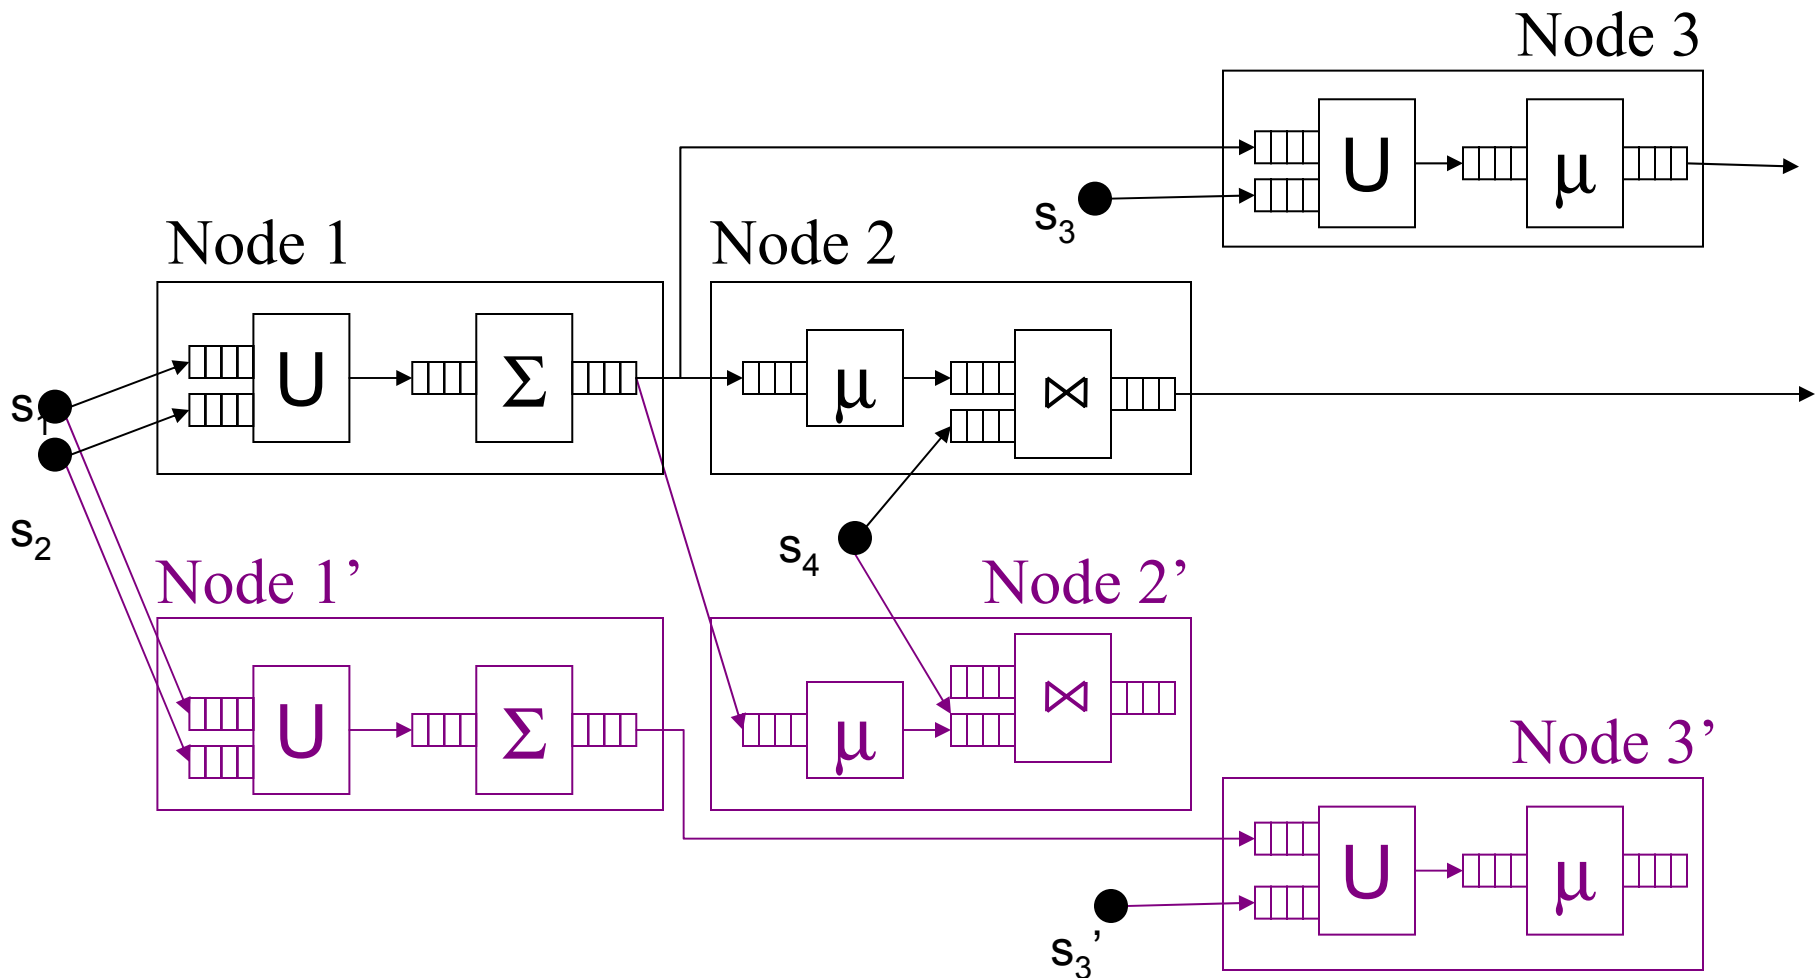 Node 3
U μ
s3
Node 1
Node 2
U Σ
μ ⋈
s1
s2
s4
Node 1’
Node 2’
U Σ
μ ⋈
Node 3’
U μ
s3’